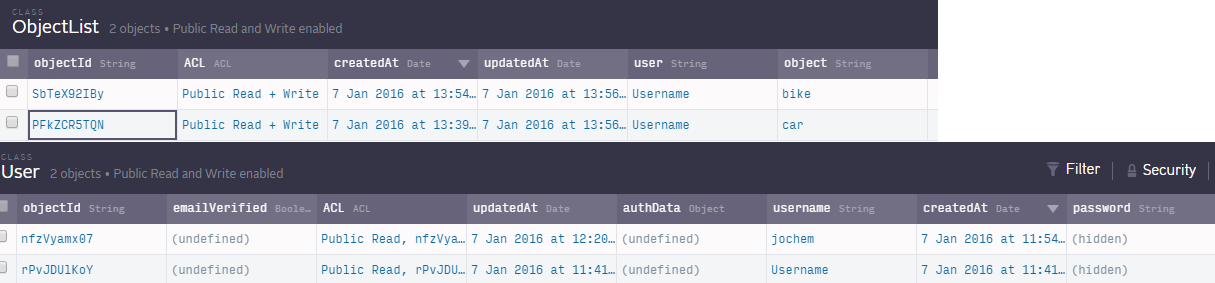 CLASS
ObjectList 2 objects • Public Read and Write enabled
objectId String ACL ACL createdAt Date updatedAt Date user String object String
SbTeX92IBy Public Read + Write 7 Jan 2016 at 13:54… 7 Jan 2016 at 13:56… Username bike
PFkZCR5TQN Public Read + Write 7 Jan 2016 at 13:39… 7 Jan 2016 at 13:56… Username car
CLASS
User 2 objects • Public Read and Write enabled Filter Security
objectId String emailVerified Boole… ACL ACL updatedAt Date authData Object username String createdAt Date password String
nfzVyamx07 (undefined) Public Read, nfzVya… 7 Jan 2016 at 12:20… (undefined) jochem 7 Jan 2016 at 11:54… (hidden)
rPvJDUlKoY (undefined) Public Read, rPvJDU… 7 Jan 2016 at 11:41… (undefined) Username 7 Jan 2016 at 11:41… (hidden)